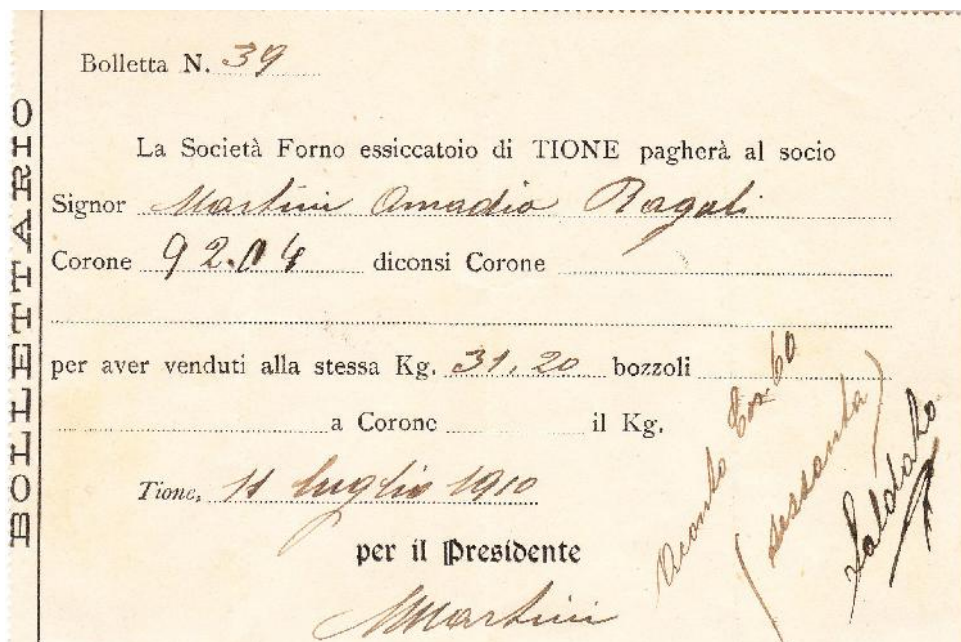 BOLLETTARIO
Bolletta N. 39
La Società Forno essiccatoio di TIONE pagherà al socio
Signor Martini Amadio Ragoli
Corone 92.04 diconsi Corone
per aver venduti alla stessa Kg. 31,20 bozzoli
a Corone il Kg.
Tione, 11 luglio 1910
per il Presidente
MMartini
Aconto Cor. 60
(sessanta)
Saldato